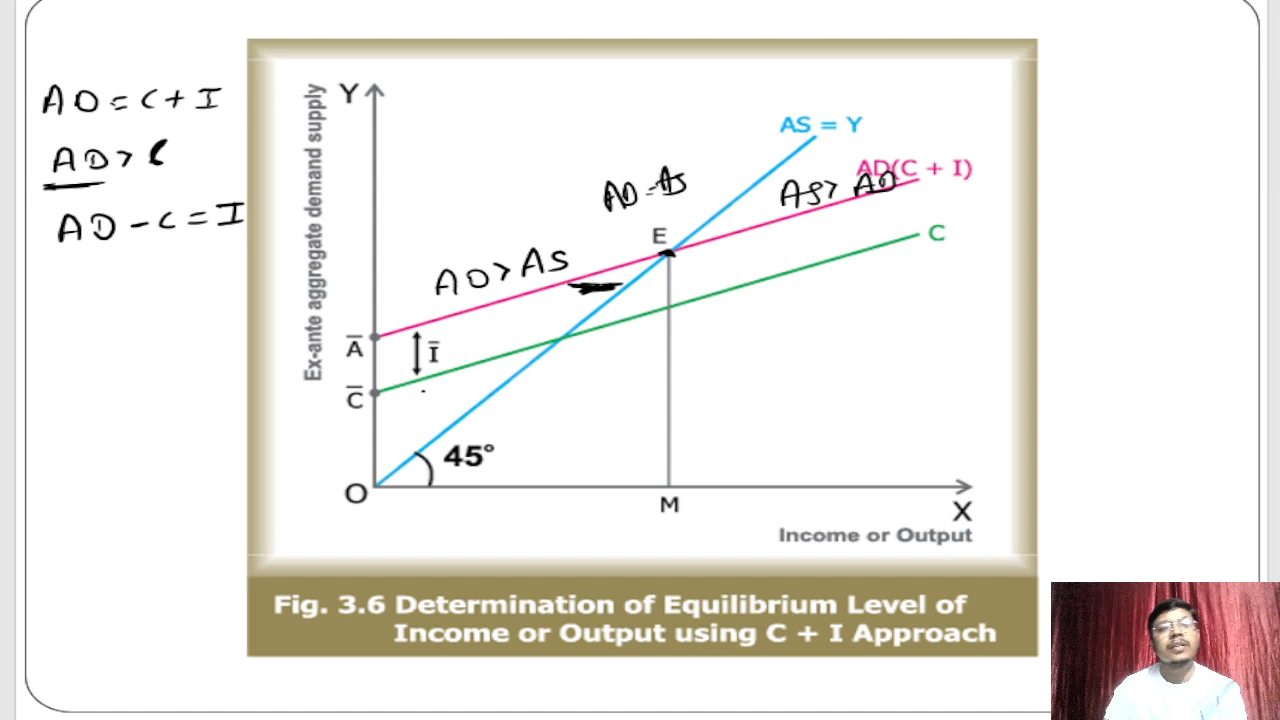 AD = C + I
AD > C
AD - C = I
Ex-ante aggregate demand supply
Y
AS = Y
AD(C + I)
AD = AS
AS > AD
E
C
AD > AS
A̅
I̅
C̅
45°
O
M
X
Income or Output
Fig. 3.6 Determination of Equilibrium Level of
Income or Output using C + I Approach